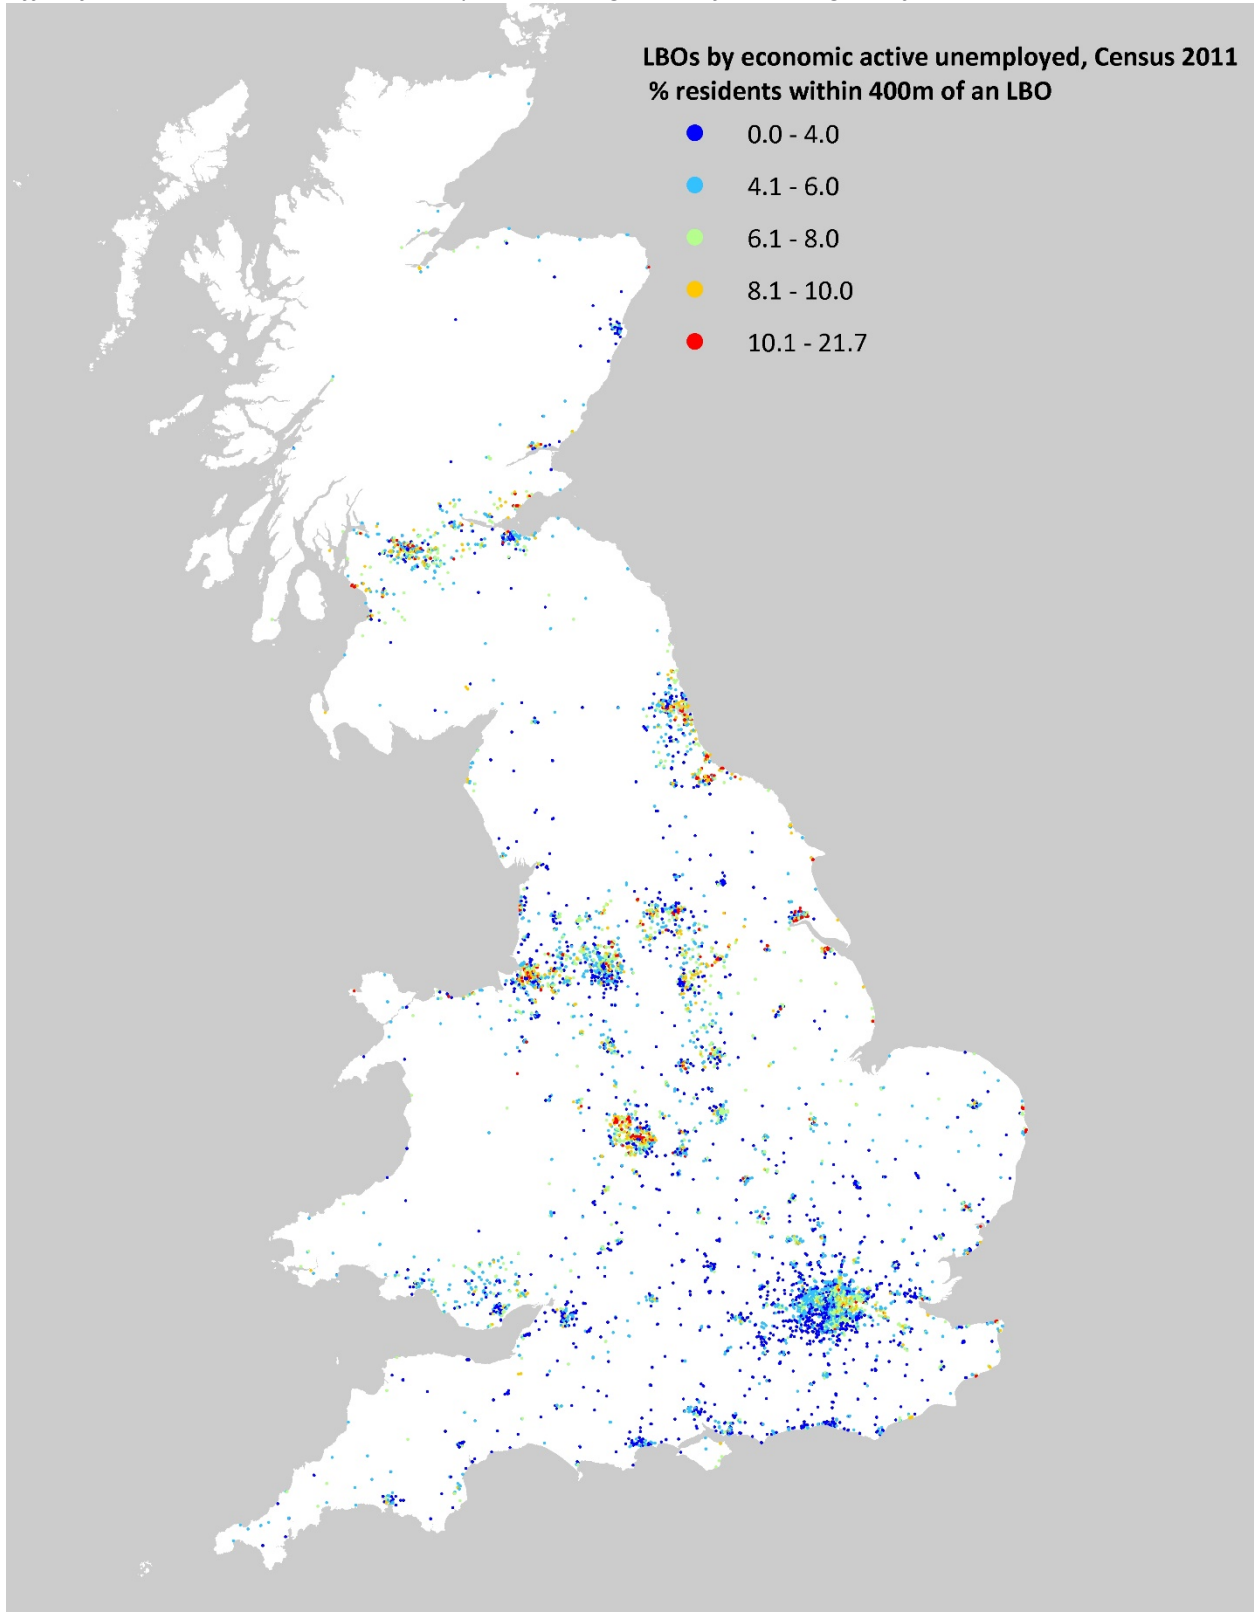 LBOs by economic active unemployed, Census 2011
% residents within 400m of an LBO
0.0 - 4.0
4.1 - 6.0
6.1 - 8.0
8.1 - 10.0
10.1 - 21.7